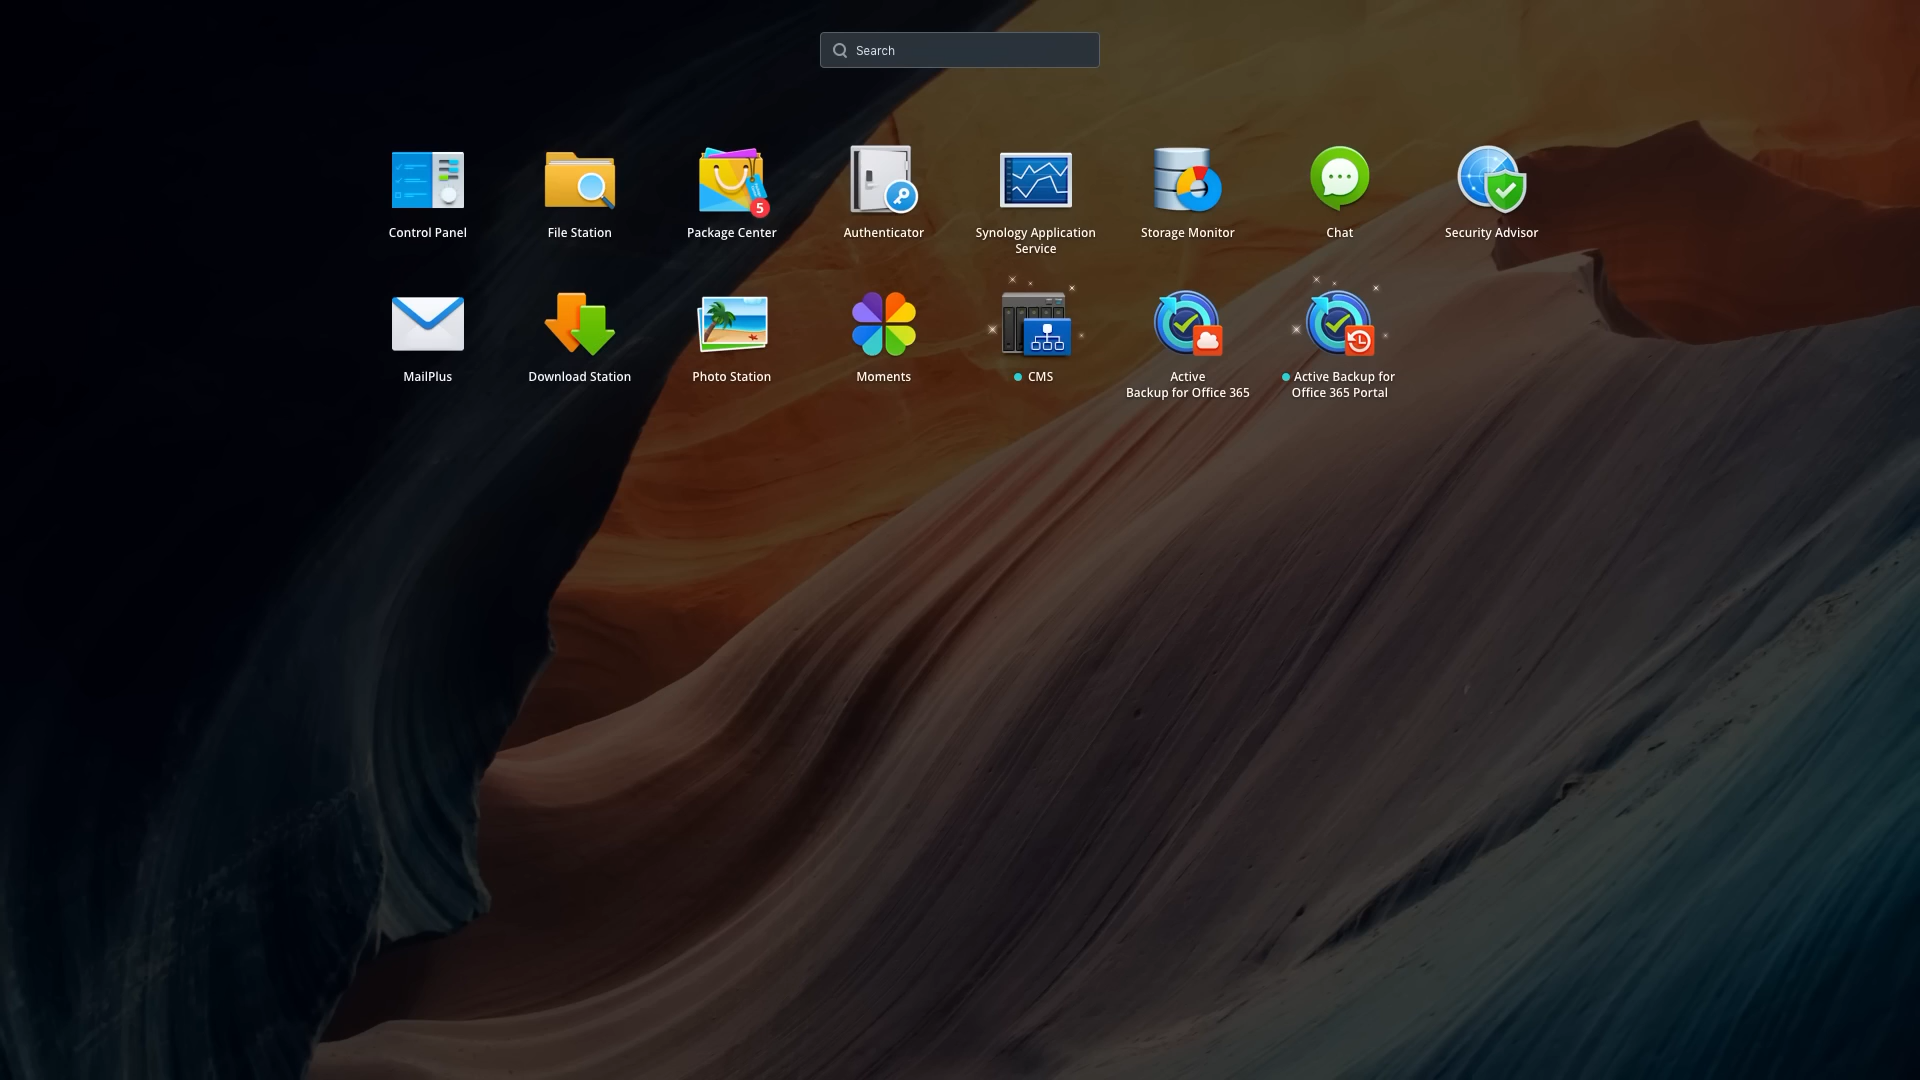 Search
5
Control Panel
File Station
Package Center
Authenticator
Synology Application
Service
Storage Monitor
Chat
Security Advisor
MailPlus
Download Station
Photo Station
Moments
CMS
Active
Backup for Office 365
Active Backup for
Office 365 Portal